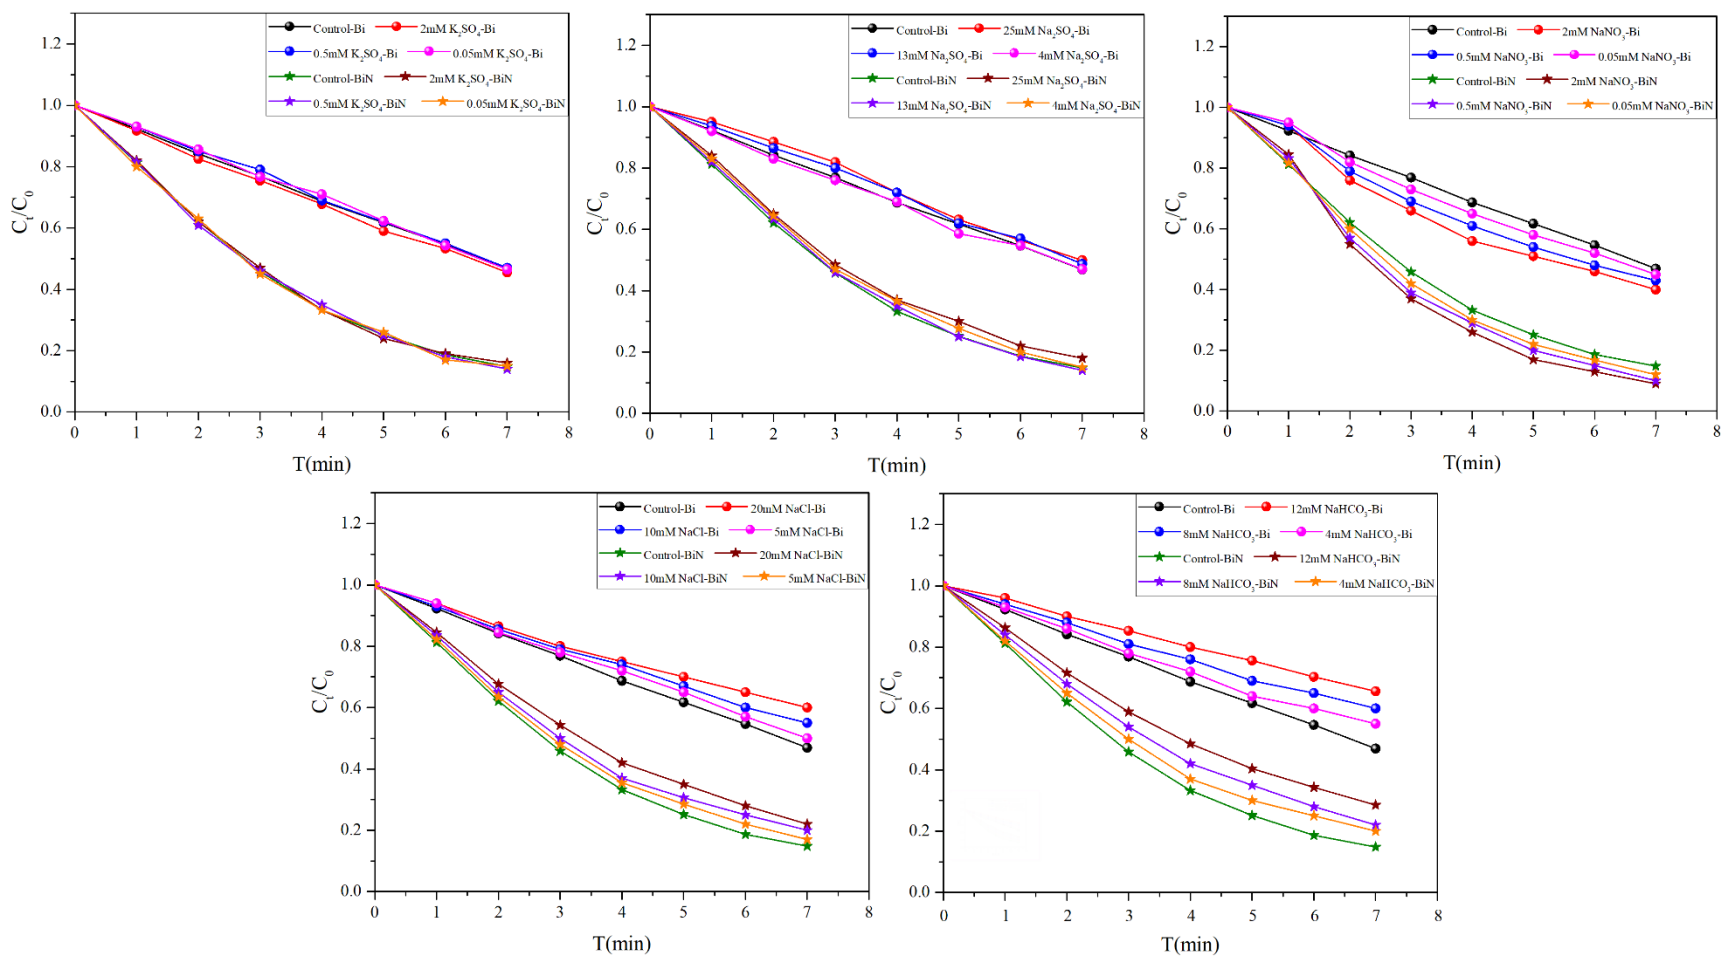 Control-Bi 2mM K₂SO₄-Bi
0.5mM K₂SO₄-Bi 0.05mM K₂SO₄-Bi
Control-BiN 2mM K₂SO₄-BiN
0.5mM K₂SO₄-BiN 0.05mM K₂SO₄-BiN
1.2
1.0
0.8
0.6
0.4
0.2
0.0
Cₜ/C₀
0 1 2 3 4 5 6 7 8
T(min)
Control-Bi 25mM Na₂SO₄-Bi
13mM Na₂SO₄-Bi 4mM Na₂SO₄-Bi
Control-BiN 25mM Na₂SO₄-BiN
13mM Na₂SO₄-BiN 4mM Na₂SO₄-BiN
1.2
1.0
0.8
0.6
0.4
0.2
0.0
Cₜ/C₀
0 1 2 3 4 5 6 7 8
T(min)
Control-Bi 2mM NaNO₃-Bi
0.5mM NaNO₃-Bi 0.05mM NaNO₃-Bi
Control-BiN 2mM NaNO₃-BiN
0.5mM NaNO₃-BiN 0.05mM NaNO₃-BiN
1.2
1.0
0.8
0.6
0.4
0.2
0.0
Cₜ/C₀
0 1 2 3 4 5 6 7 8
T(min)
Control-Bi 20mM NaCl-Bi
10mM NaCl-Bi 5mM NaCl-Bi
Control-BiN 20mM NaCl-BiN
10mM NaCl-BiN 5mM NaCl-BiN
1.2
1.0
0.8
0.6
0.4
0.2
0.0
Cₜ/C₀
0 1 2 3 4 5 6 7 8
T(min)
Control-Bi 12mM NaHCO₃-Bi
8mM NaHCO₃-Bi 4mM NaHCO₃-Bi
Control-BiN 12mM NaHCO₃-BiN
8mM NaHCO₃-BiN 4mM NaHCO₃-BiN
1.2
1.0
0.8
0.6
0.4
0.2
0.0
Cₜ/C₀
0 1 2 3 4 5 6 7 8
T(min)